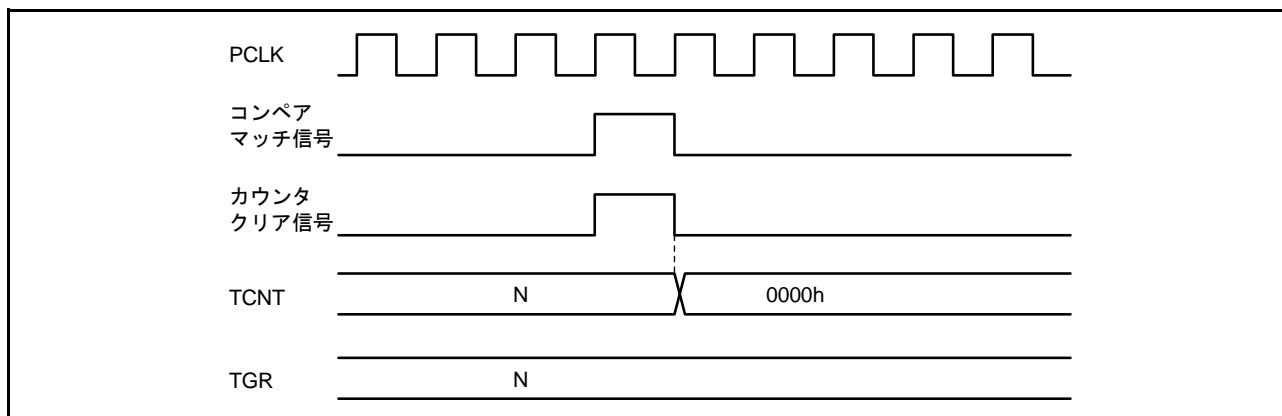 PCLK
コンペア
マッチ信号
カウンタ
クリア信号
TCNT
N
0000h
TGR
N